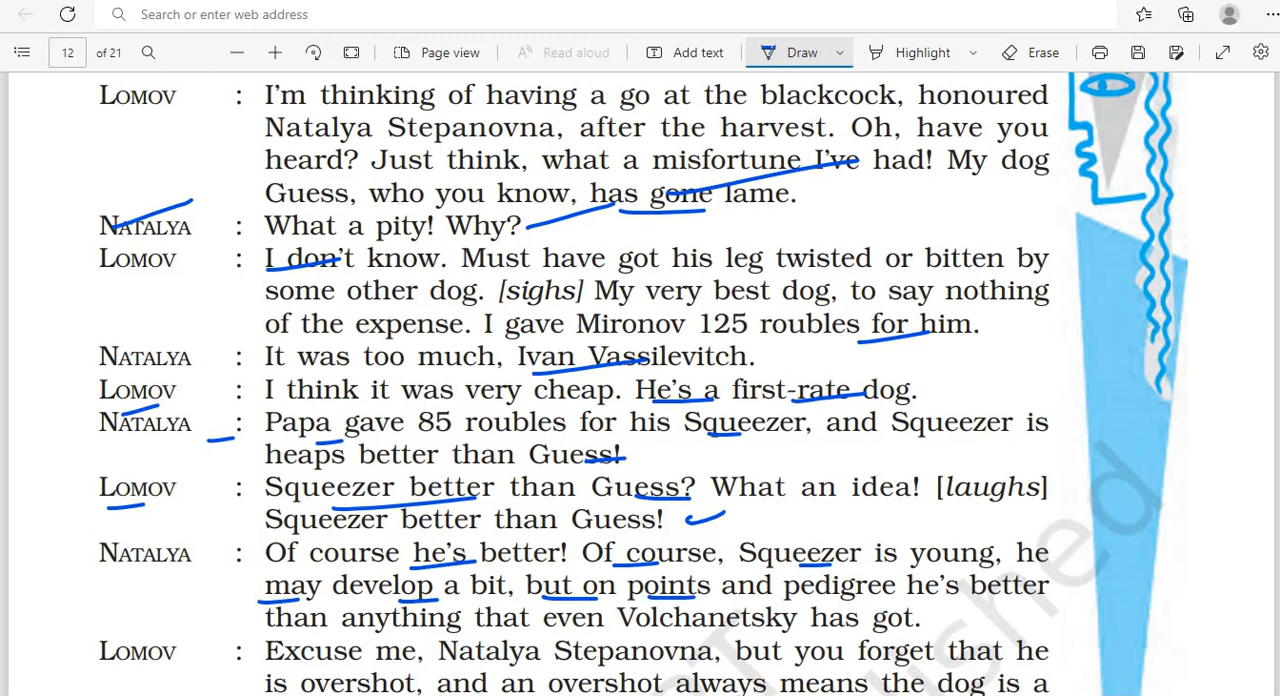 Search or enter web address
12 of 21 Page view Read aloud Add text Draw Highlight Erase
LOMOV : I'm thinking of having a go at the blackcock, honoured
Natalya Stepanovna, after the harvest. Oh, have you
heard? Just think, what a misfortune I've had! My dog
Guess, who you know, has gone lame.
NATALYA : What a pity! Why?
LOMOV : I don't know. Must have got his leg twisted or bitten by
some other dog. [sighs] My very best dog, to say nothing
of the expense. I gave Mironov 125 roubles for him.
NATALYA : It was too much, Ivan Vassilevitch.
LOMOV : I think it was very cheap. He's a first-rate dog.
NATALYA : Papa gave 85 roubles for his Squeezer, and Squeezer is
heaps better than Guess!
LOMOV : Squeezer better than Guess? What an idea! [laughs]
Squeezer better than Guess!
NATALYA : Of course he's better! Of course, Squeezer is young, he
may develop a bit, but on points and pedigree he's better
than anything that even Volchanetsky has got.
LOMOV : Excuse me, Natalya Stepanovna, but you forget that he
is overshot, and an overshot always means the dog is a